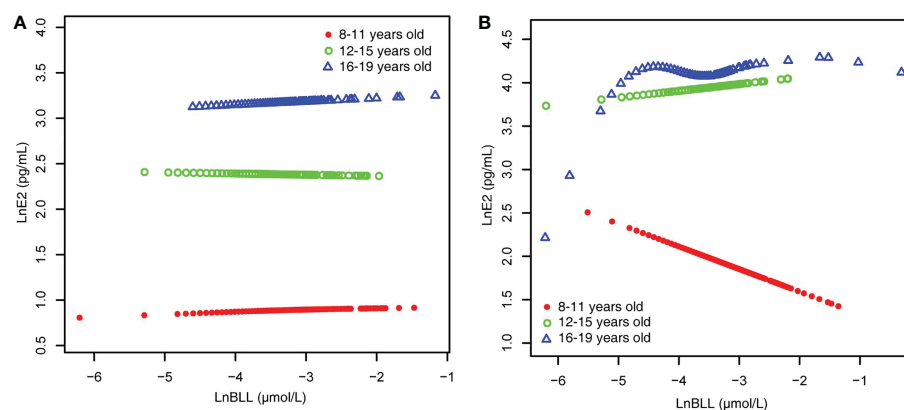 A
8-11 years old
12-15 years old
16-19 years old
LnE2 (pg/mL)
4.0
3.5
3.0
2.5
2.0
1.5
1.0
0.5
−6 −5 −4 −3 −2 −1
LnBLL (μmol/L)
B
LnE2 (pg/mL)
4.5
4.0
3.5
3.0
2.5
2.0
1.5
1.0
8-11 years old
12-15 years old
16-19 years old
−6 −5 −4 −3 −2 −1 0
LnBLL (μmol/L)